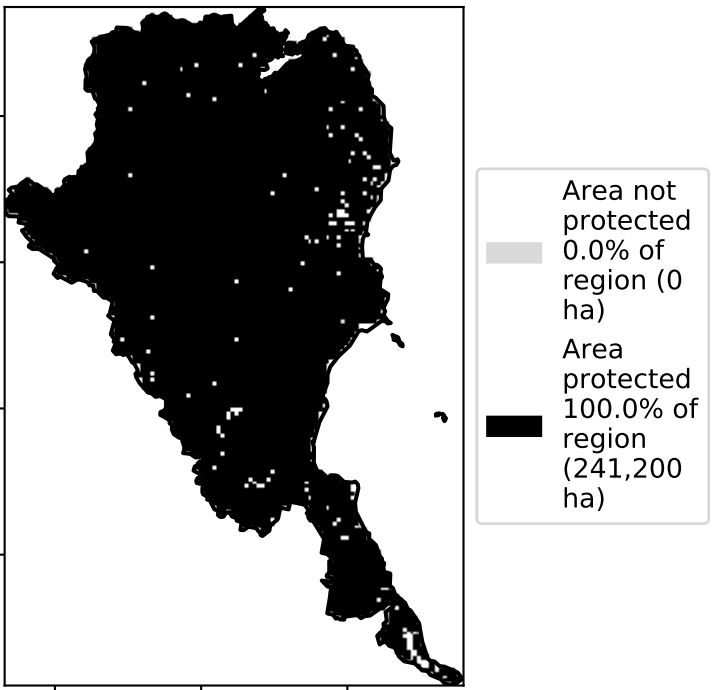 Area not
protected
0.0% of
region (0
ha)
Area
protected
100.0% of
region
(241,200
ha)